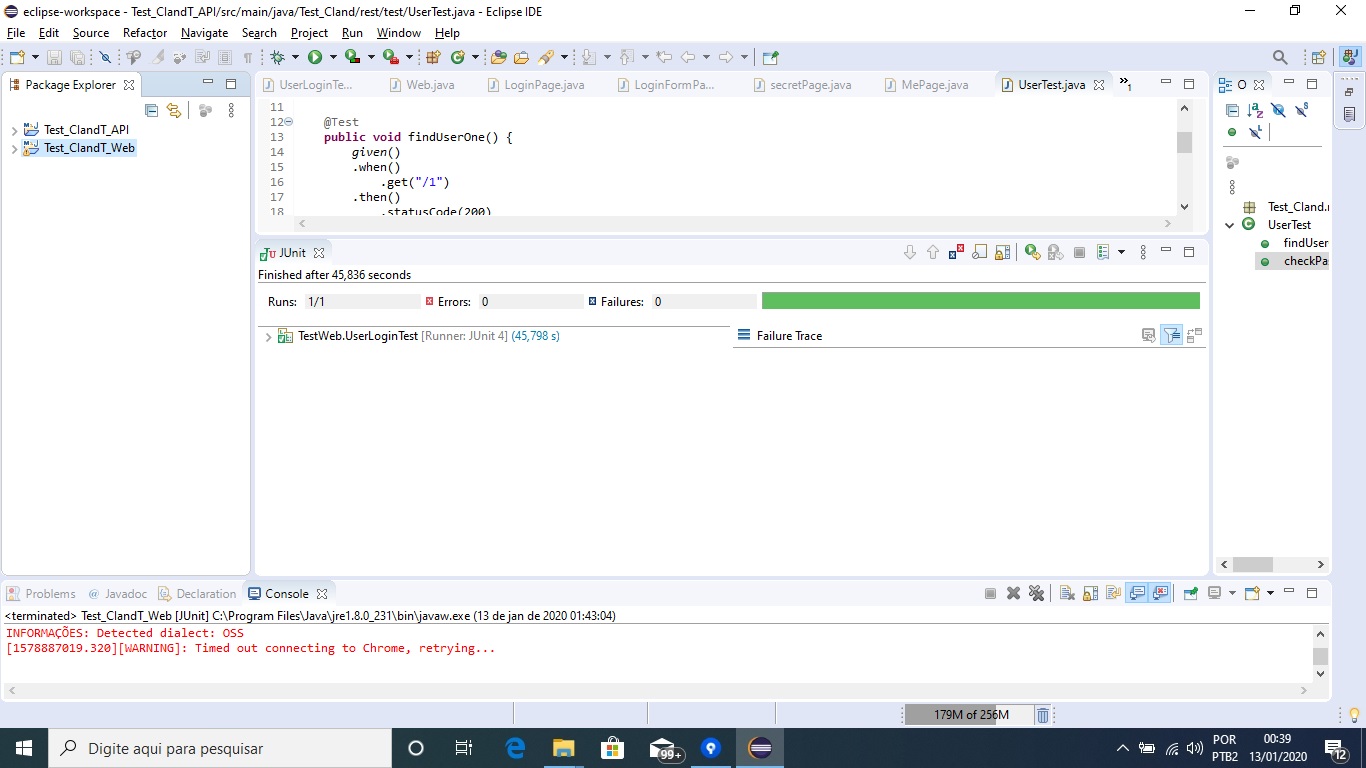 eclipse-workspace - Test_ClandT_API/src/main/java/Test_Cland/rest/test/UserTest.java - Eclipse IDE
File Edit Source Refactor Navigate Search Project Run Window Help
Package Explorer
Test_ClandT_API
Test_ClandT_Web
UserLoginTe... Web.java LoginPage.java LoginFormPa... secretPage.java MePage.java UserTest.java »1
11
12 @Test
13 public void findUserOne() {
14 given()
15 .when()
16 .get("/1")
17 .then()
18 .statusCode(200)
JUnit
Finished after 45,836 seconds
Runs: 1/1 Errors: 0 Failures: 0
TestWeb.UserLoginTest [Runner: JUnit 4] (45,798 s)
Failure Trace
O
Test_Cland.
UserTest
findUser
checkPa
Problems @ Javadoc Declaration Console
<terminated> Test_ClandT_Web [JUnit] C:\Program Files\Java\jre1.8.0_231\bin\javaw.exe (13 de jan de 2020 01:43:04)
INFORMAÇÕES: Detected dialect: OSS
[1578887019.320][WARNING]: Timed out connecting to Chrome, retrying...
179M of 256M
Digite aqui para pesquisar
99+
POR
PTB2
00:39
13/01/2020
12